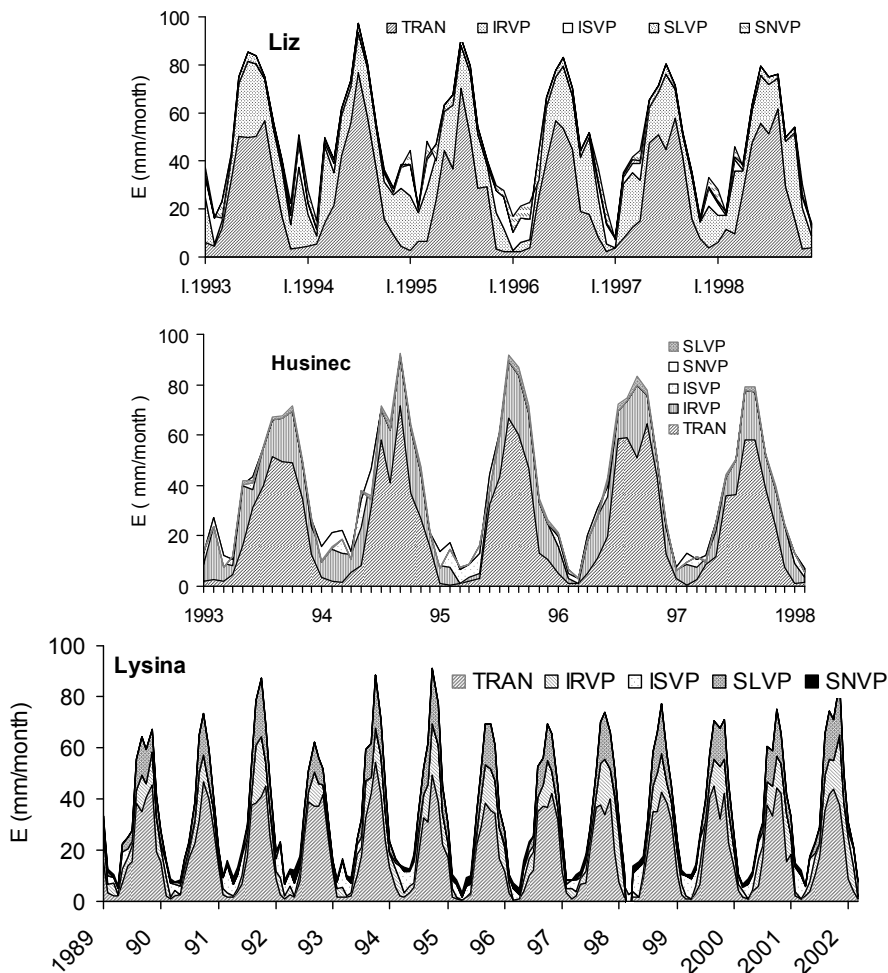 Liz
TRAN IRVP ISVP SLVP SNVP
E (mm/month)
100
80
60
40
20
0
I.1993 I.1994 I.1995 I.1996 I.1997 I.1998
Husinec
SLVP
SNVP
ISVP
IRVP
TRAN
E ( mm/month )
100
80
60
40
20
0
1993 94 95 96 97 1998
Lysina
TRAN IRVP ISVP SLVP SNVP
E (mm/month)
100
80
60
40
20
0
1989 90 91 92 93 94 95 96 97 98 99 2000 2001 2002